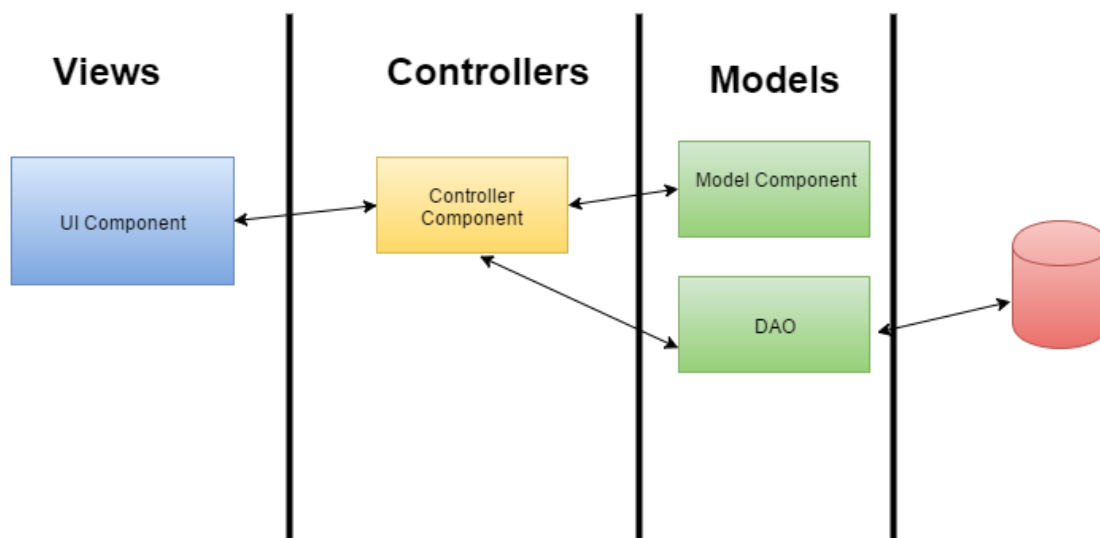 Views
Controllers
Models
UI Component
Controller
Component
Model Component
DAO